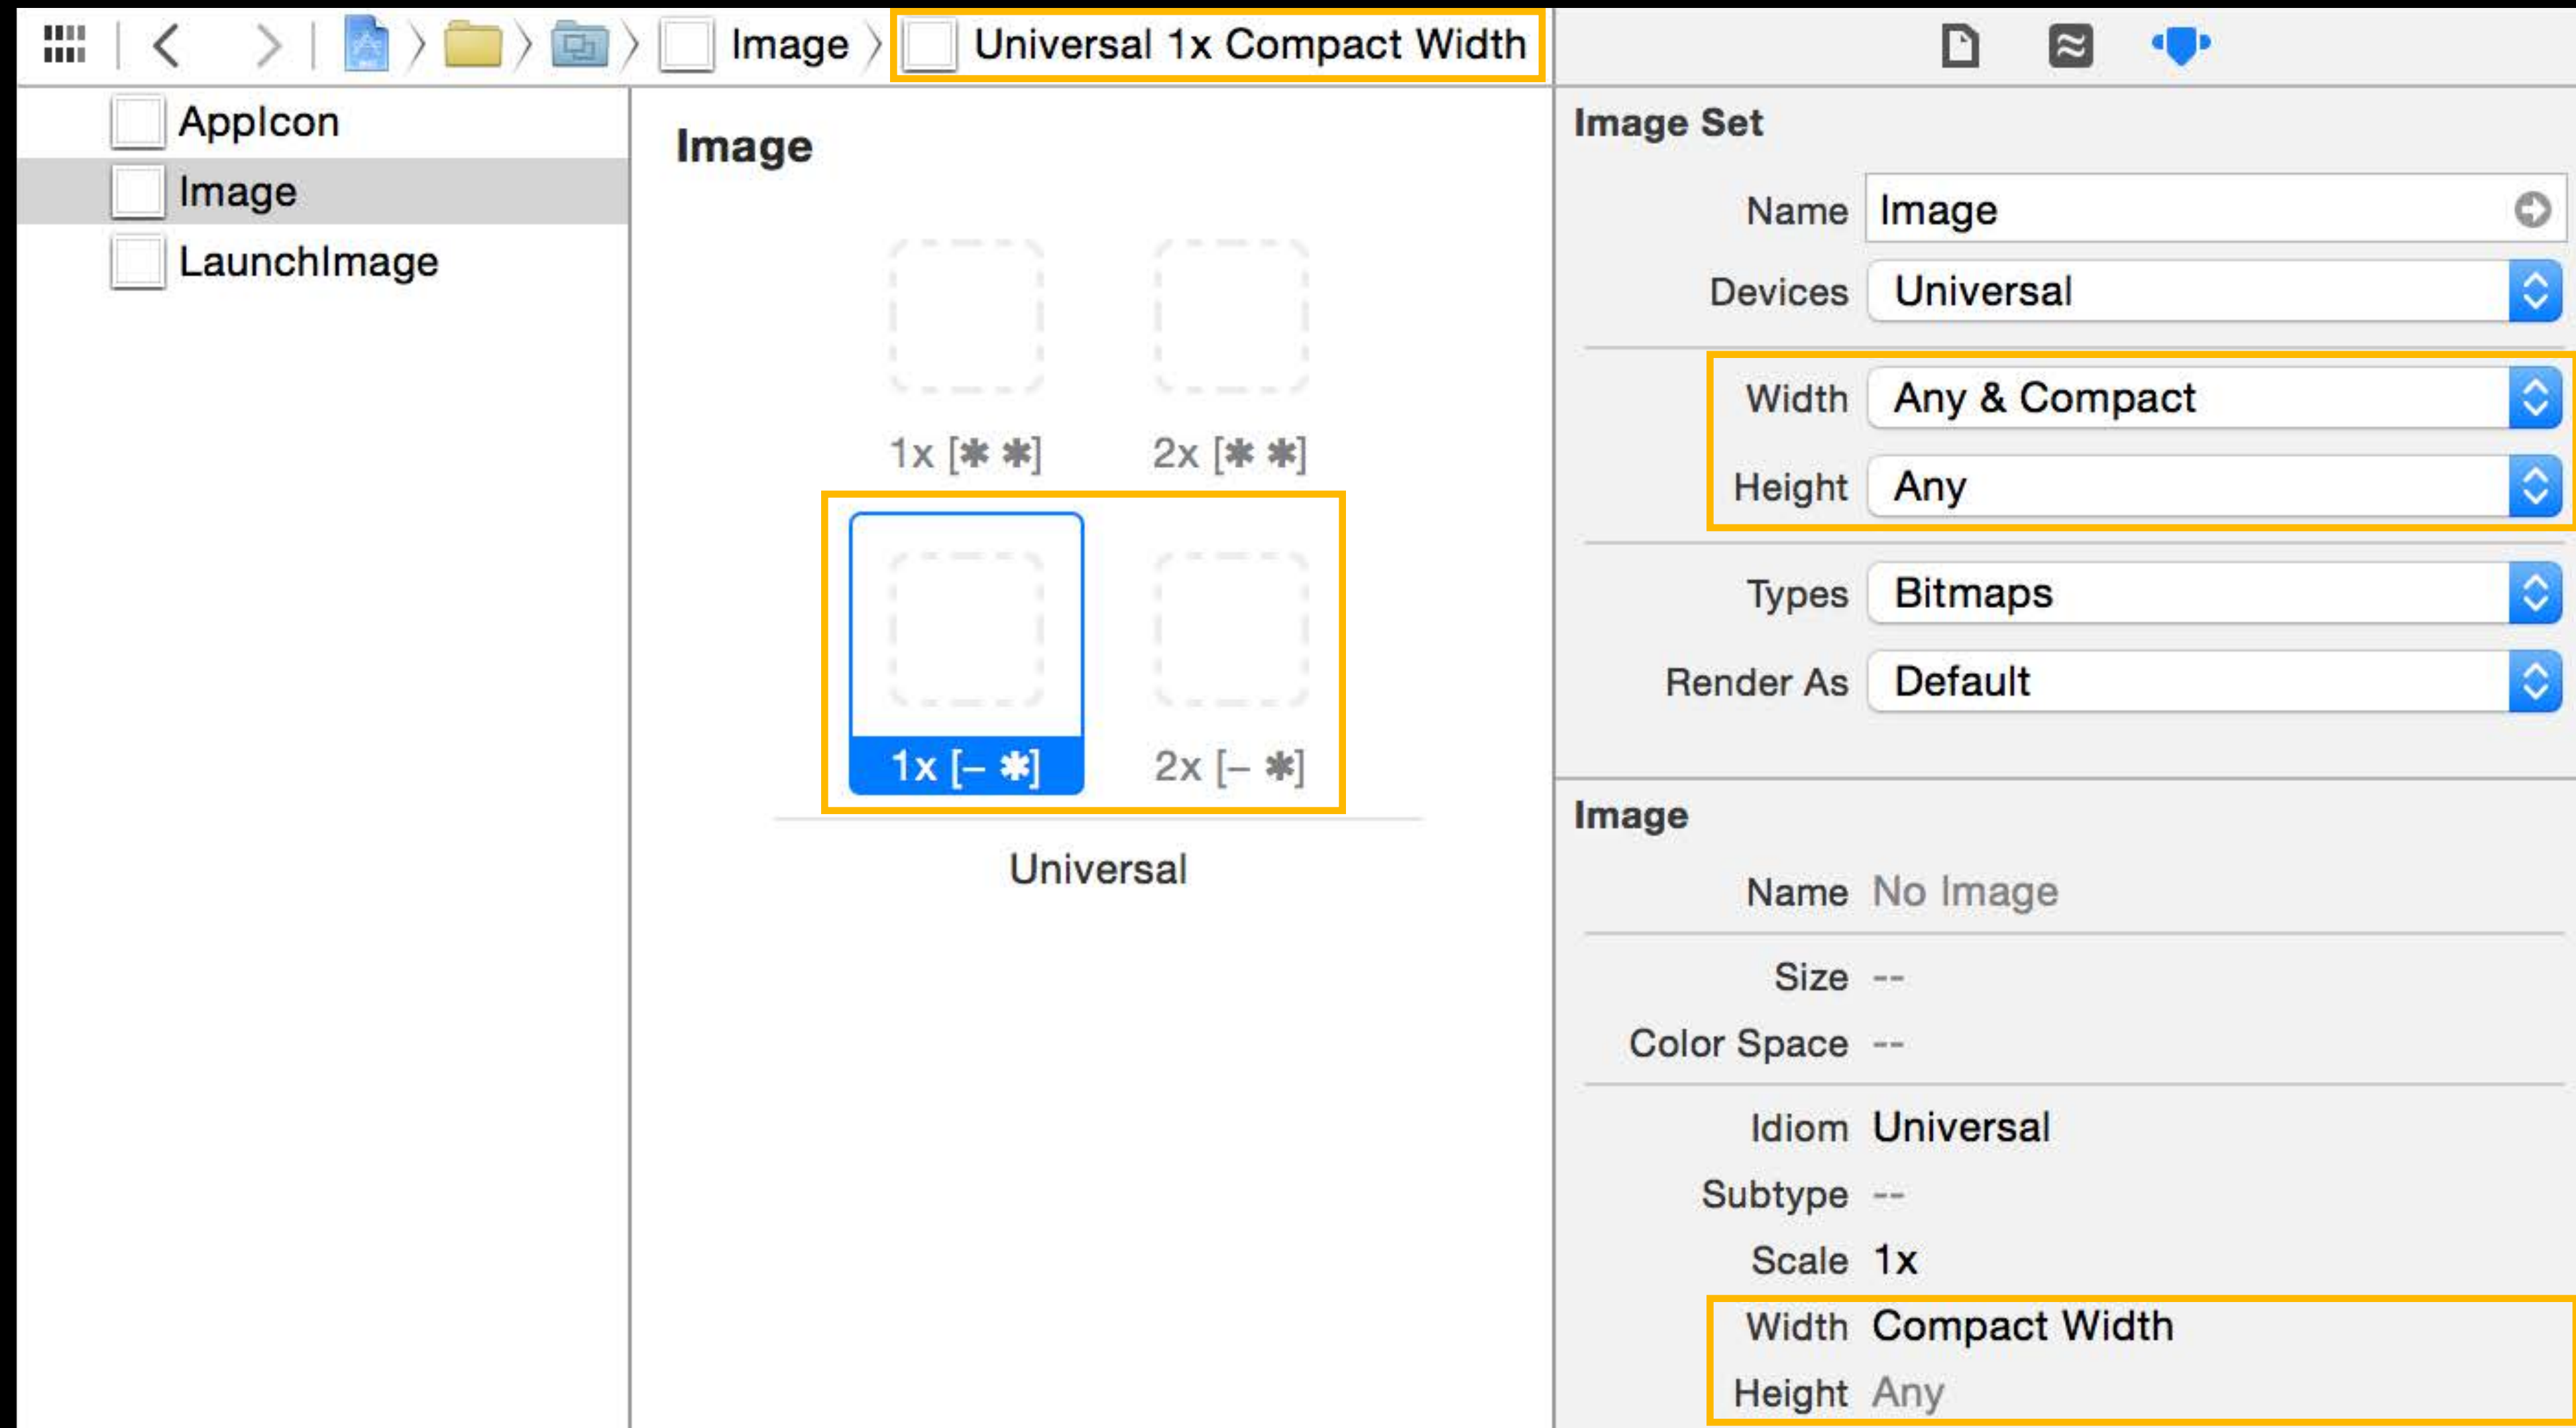 Image
Universal 1x Compact Width
AppIcon
Image
LaunchImage
Image
1x [✱ ✱]
2x [✱ ✱]
1x [– ✱]
2x [– ✱]
Universal
Image Set
Name Image
Devices Universal
Width Any & Compact
Height Any
Types Bitmaps
Render As Default
Image
Name No Image
Size --
Color Space --
Idiom Universal
Subtype --
Scale 1x
Width Compact Width
Height Any